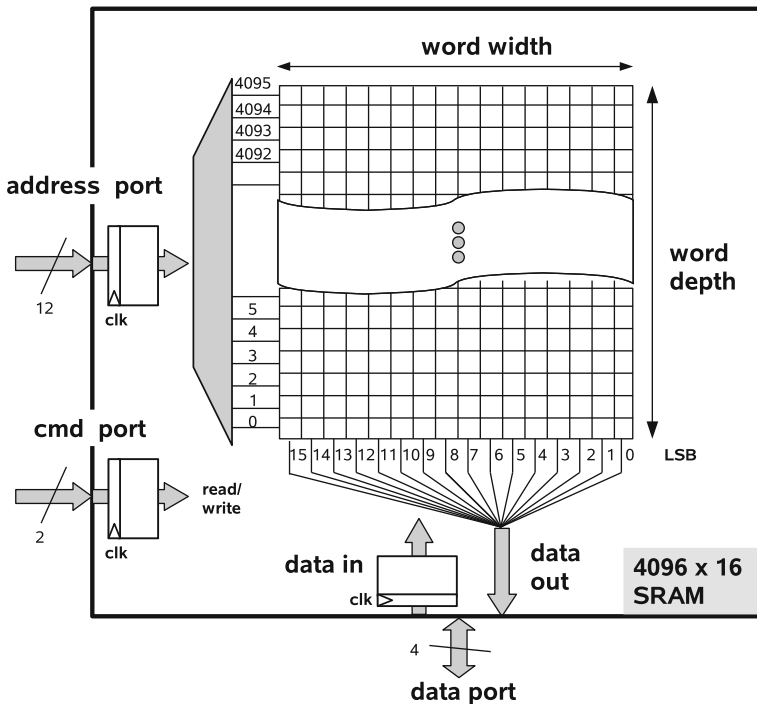 word width
4095
4094
4093
4092
address port
12
clk
word
depth
5
4
3
2
1
0
cmd port
2
clk
read/
write
15 14 13 12 11 10 9 8 7 6 5 4 3 2 1 0 LSB
data in
clk
data
out
4096 x 16
SRAM
4
data port